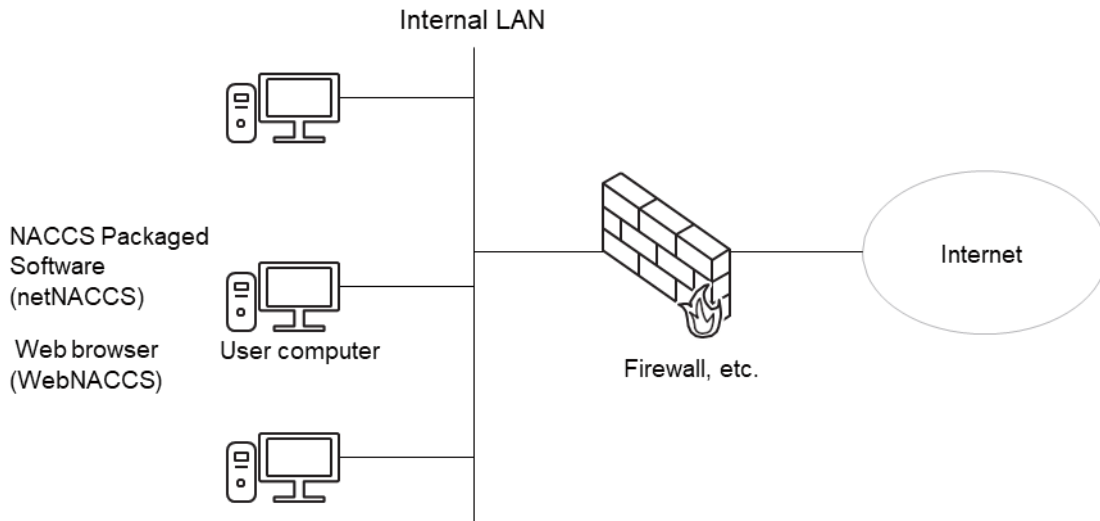 Internal LAN
NACCS Packaged
Software
(netNACCS)
Web browser
(WebNACCS)
User computer
Firewall, etc.
Internet